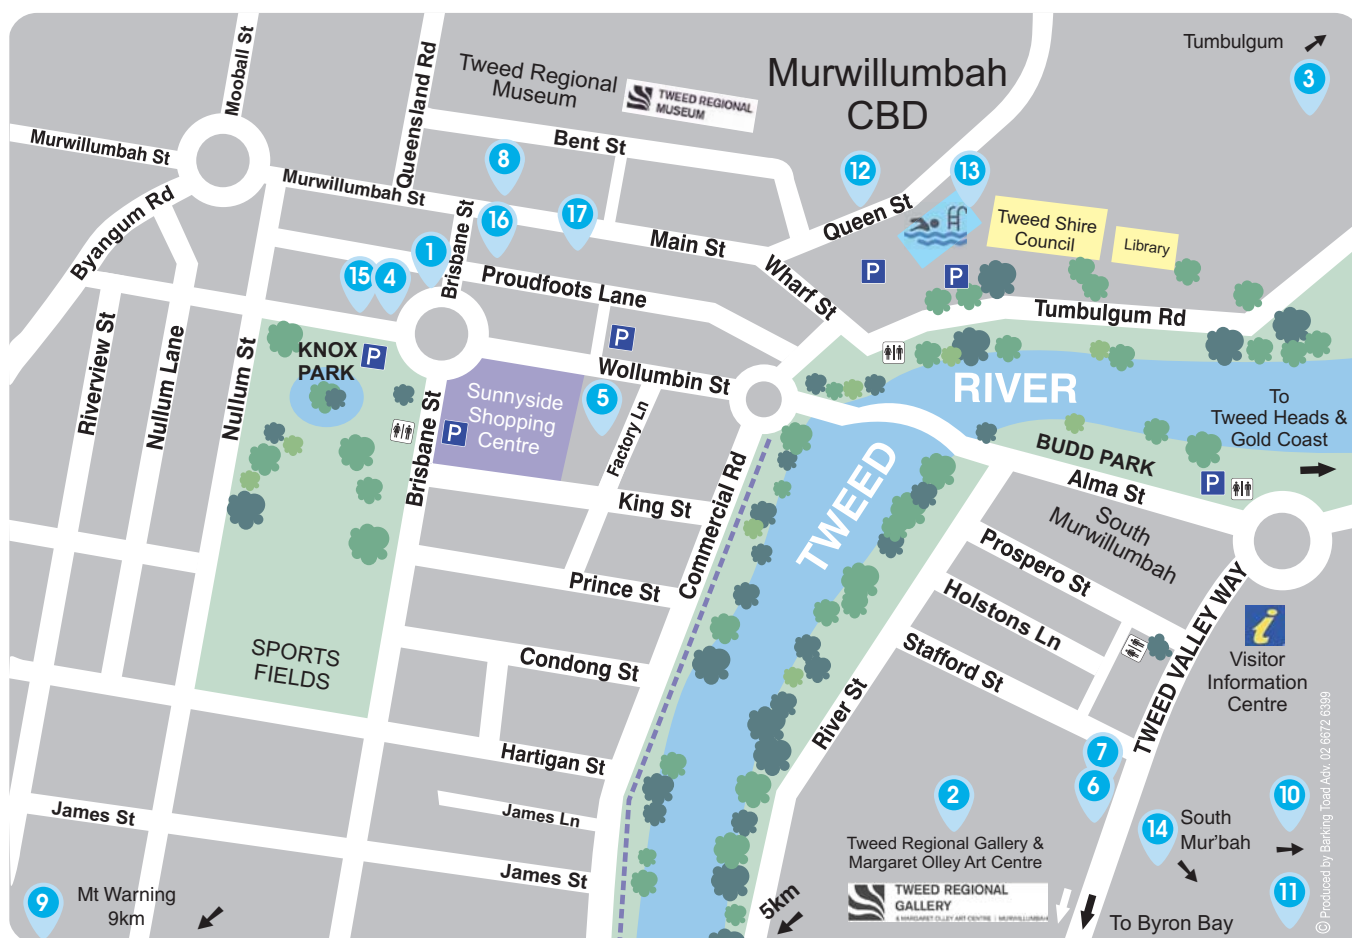 Mooball St
Queensland Rd
Tweed Regional
Museum
TWEED REGIONAL
MUSEUM
Murwillumbah
CBD
Tumbulgum
3
Murwillumbah St
Bent St
8
12
13
Murwillumbah St
Byangum Rd
Brisbane St
16
17
Main St
Queen St
Tweed Shire
Council
Library
1
15
4
Proudfoots Lane
Wharf St
P
P
Tumbulgum Rd
Riverview St
Nullum Lane
Nullum St
KNOX
PARK
P
P
Wollumbin St
Sunnyside
Shopping
Centre
5
Factory Ln
RIVER
To
Tweed Heads &
Gold Coast
Brisbane St
P
BUDD PARK
Alma St
P
King St
Commercial Rd
TWEED
South
Murwillumbah
Prospero St
Prince St
Holstons Ln
Stafford St
TWEED VALLEY WAY
i
Visitor
Information
Centre
SPORTS
FIELDS
Condong St
River St
Hartigan St
7
6
2
James St
James Ln
14
South
Mur'bah
10
Tweed Regional Gallery &
Margaret Olley Art Centre
James St
11
9
Mt Warning
9km
5km
TWEED REGIONAL
GALLERY
& MARGARET OLLEY ART CENTRE | MURWILLUMBAH
To Byron Bay
© Produced by Barking Toad Adv. 02 6672 6399